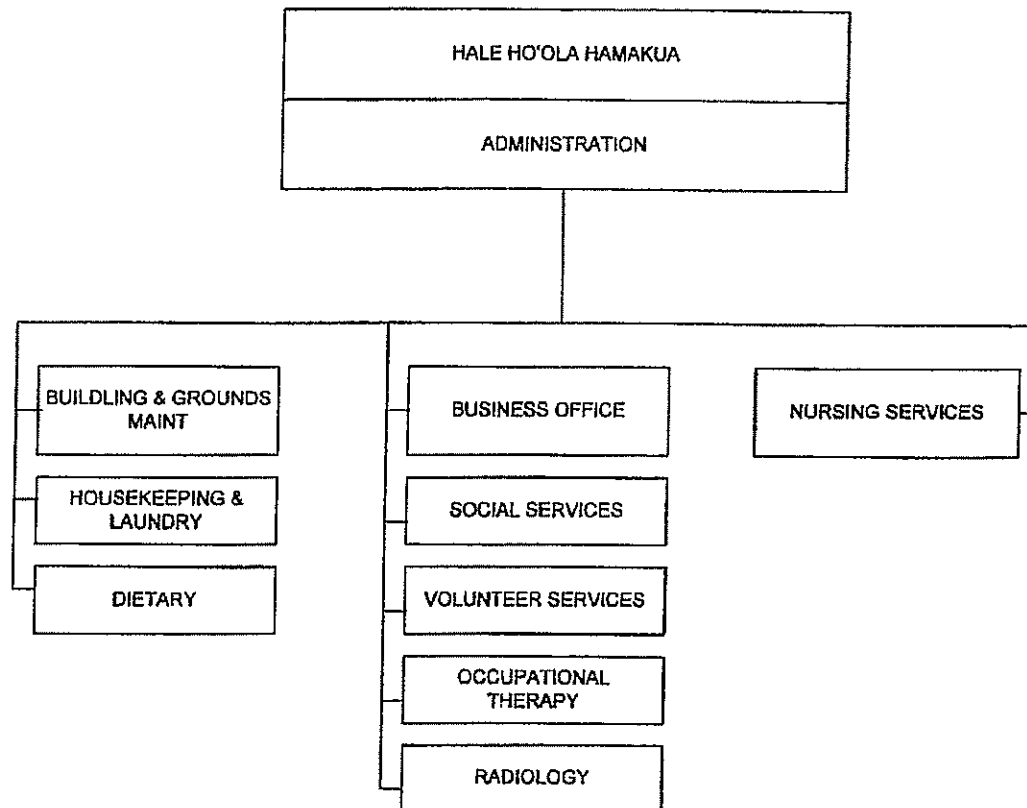 HALE HO'OLA HAMAKUA
ADMINISTRATION
BUILDLING & GROUNDS
MAINT
HOUSEKEEPING &
LAUNDRY
DIETARY
BUSINESS OFFICE
SOCIAL SERVICES
VOLUNTEER SERVICES
OCCUPATIONAL
THERAPY
RADIOLOGY
NURSING SERVICES